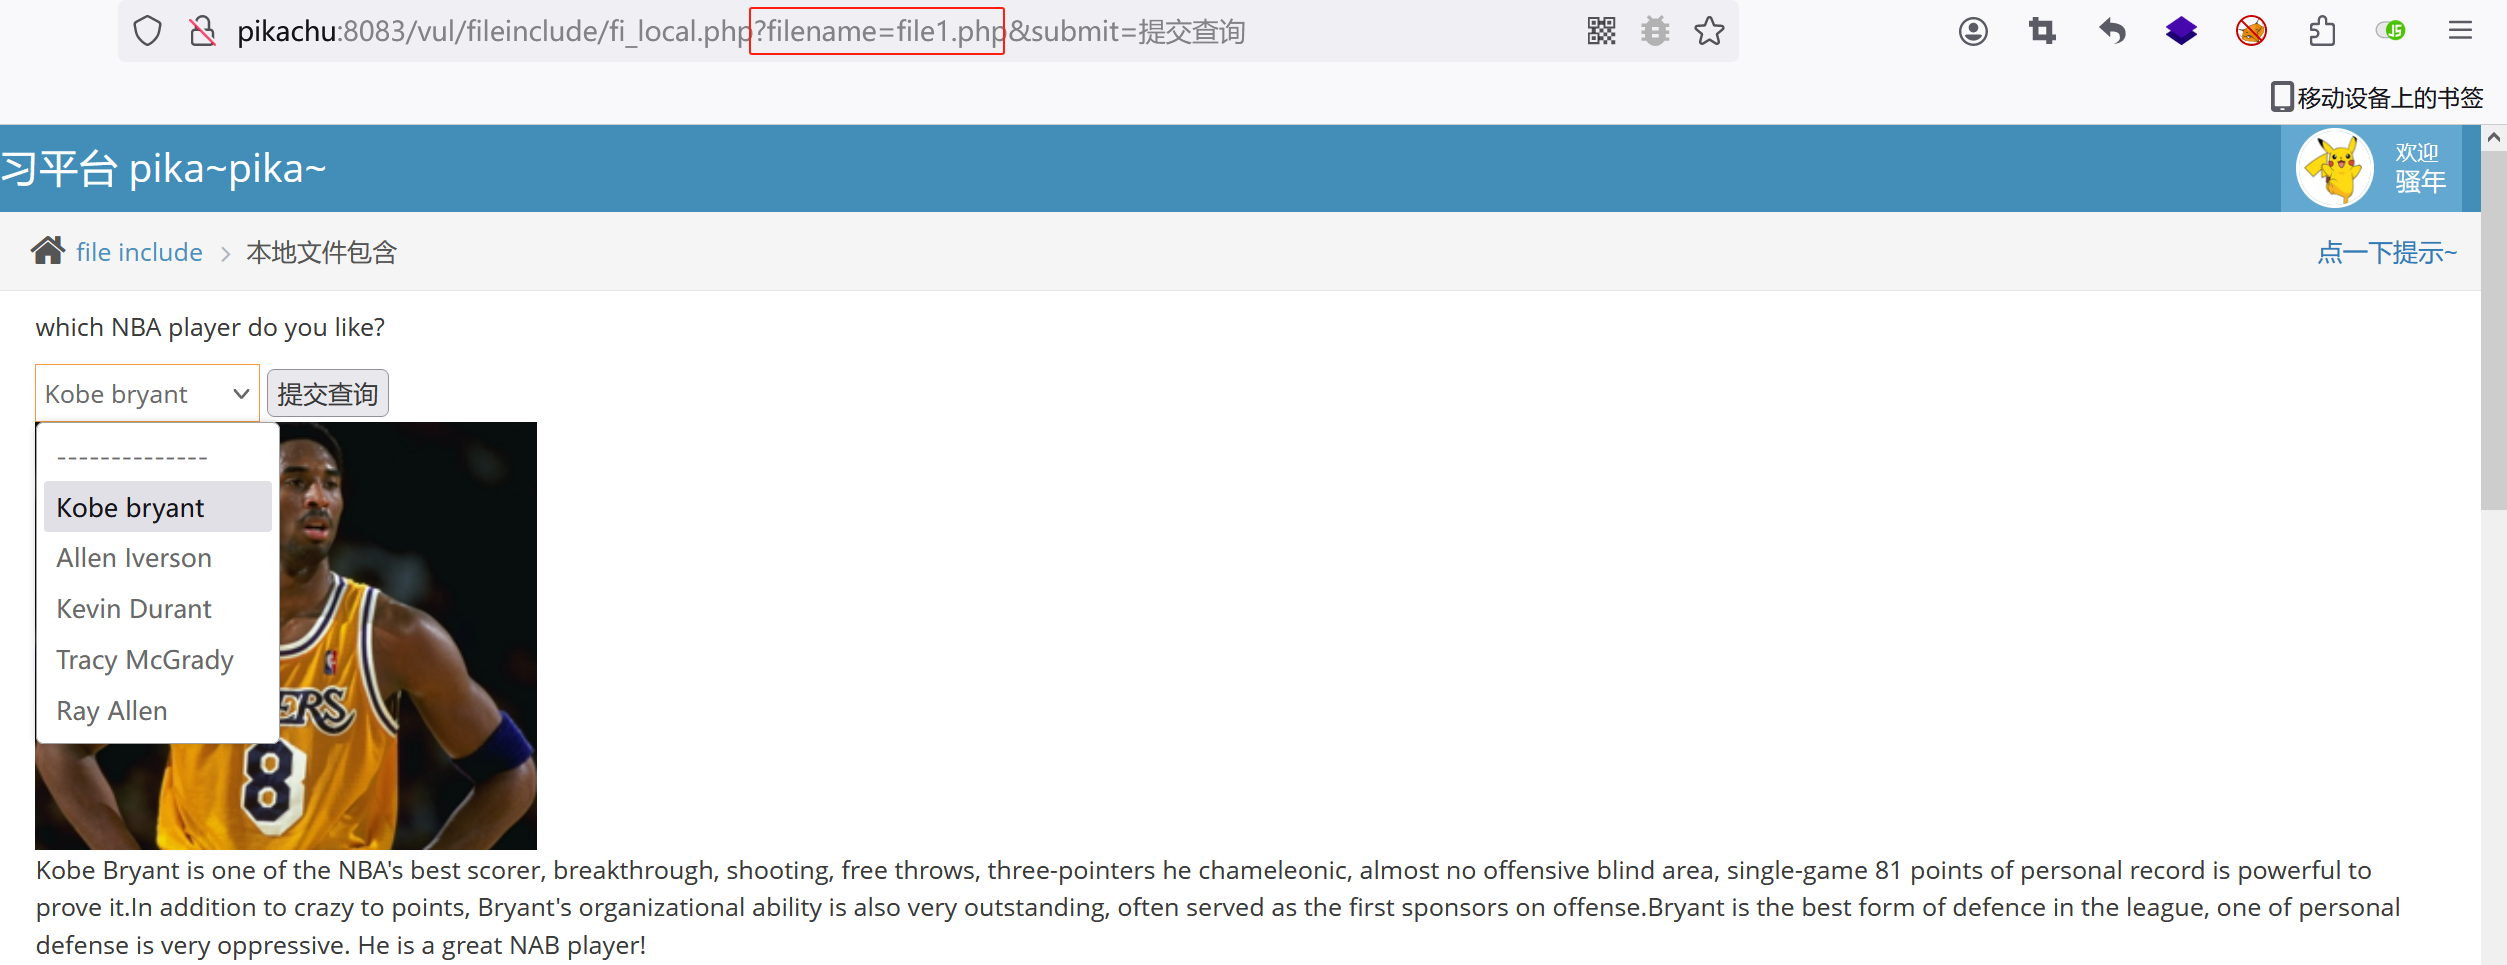 pikachu:8083/vul/fileinclude/fi_local.php?filename=file1.php&submit=提交查询
JS
移动设备上的书签
习平台 pika~pika~
欢迎
骚年
file include > 本地文件包含
点一下提示~
which NBA player do you like?
Kobe bryant
提交查询
--------------
Kobe bryant
Allen Iverson
Kevin Durant
Tracy McGrady
Ray Allen
ERS
8
Kobe Bryant is one of the NBA's best scorer, breakthrough, shooting, free throws, three-pointers he chameleonic, almost no offensive blind area, single-game 81 points of personal record is powerful to
prove it.In addition to crazy to points, Bryant's organizational ability is also very outstanding, often served as the first sponsors on offense.Bryant is the best form of defence in the league, one of personal
defense is very oppressive. He is a great NAB player!